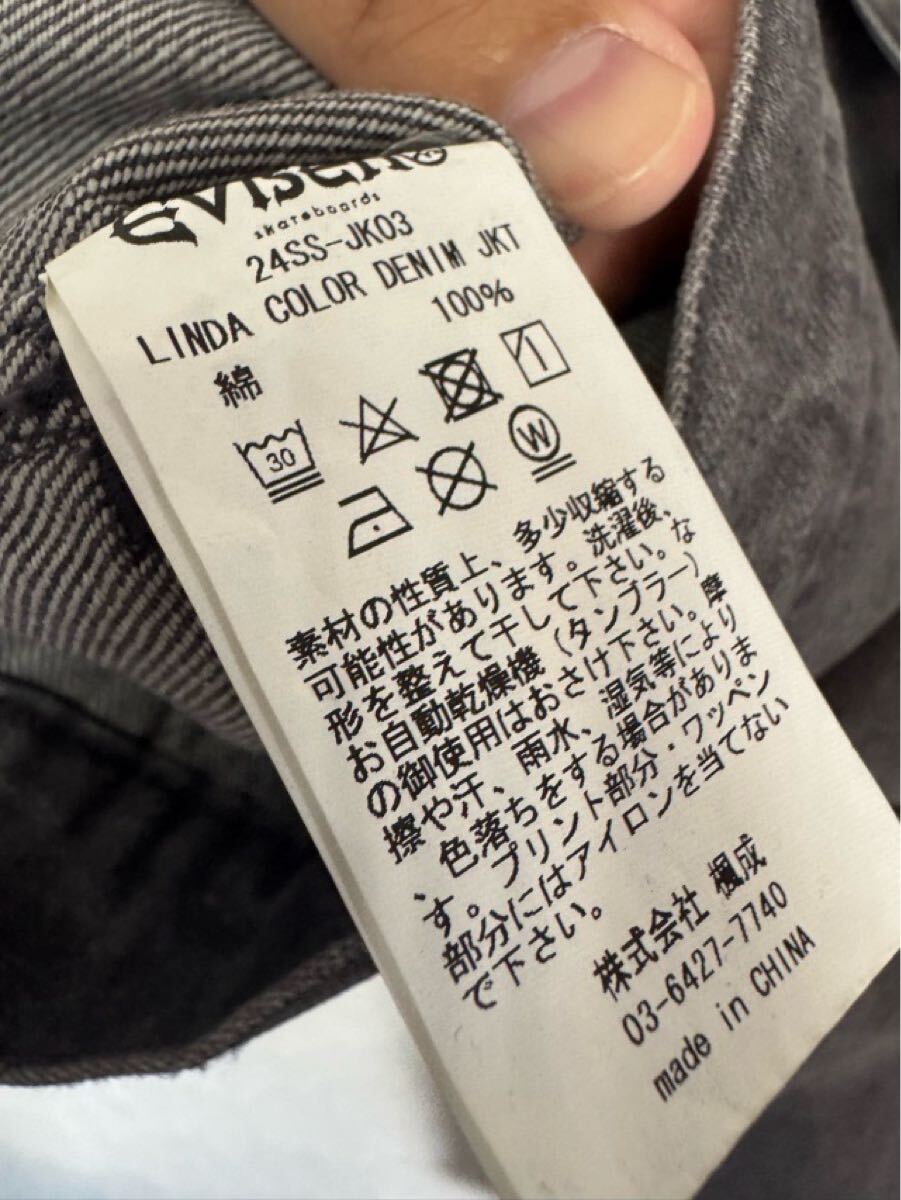 Evisen
skateboards
24SS-JK03
LINDA COLOR DENIM JKT
綿 100%
30
W
素材の性質上、多少収縮する
可能性があります。洗濯後、
形を整えて干して下さい。な
お自動乾燥機(タンブラー)
の御使用はおさけ下さい。摩
擦や汗、雨水、湿気等により
、色落ちをする場合がありま
す。プリント部分・ワッペン
部分にはアイロンを当てない
で下さい。
株式会社 楓成
03-6427-7740
made in CHINA